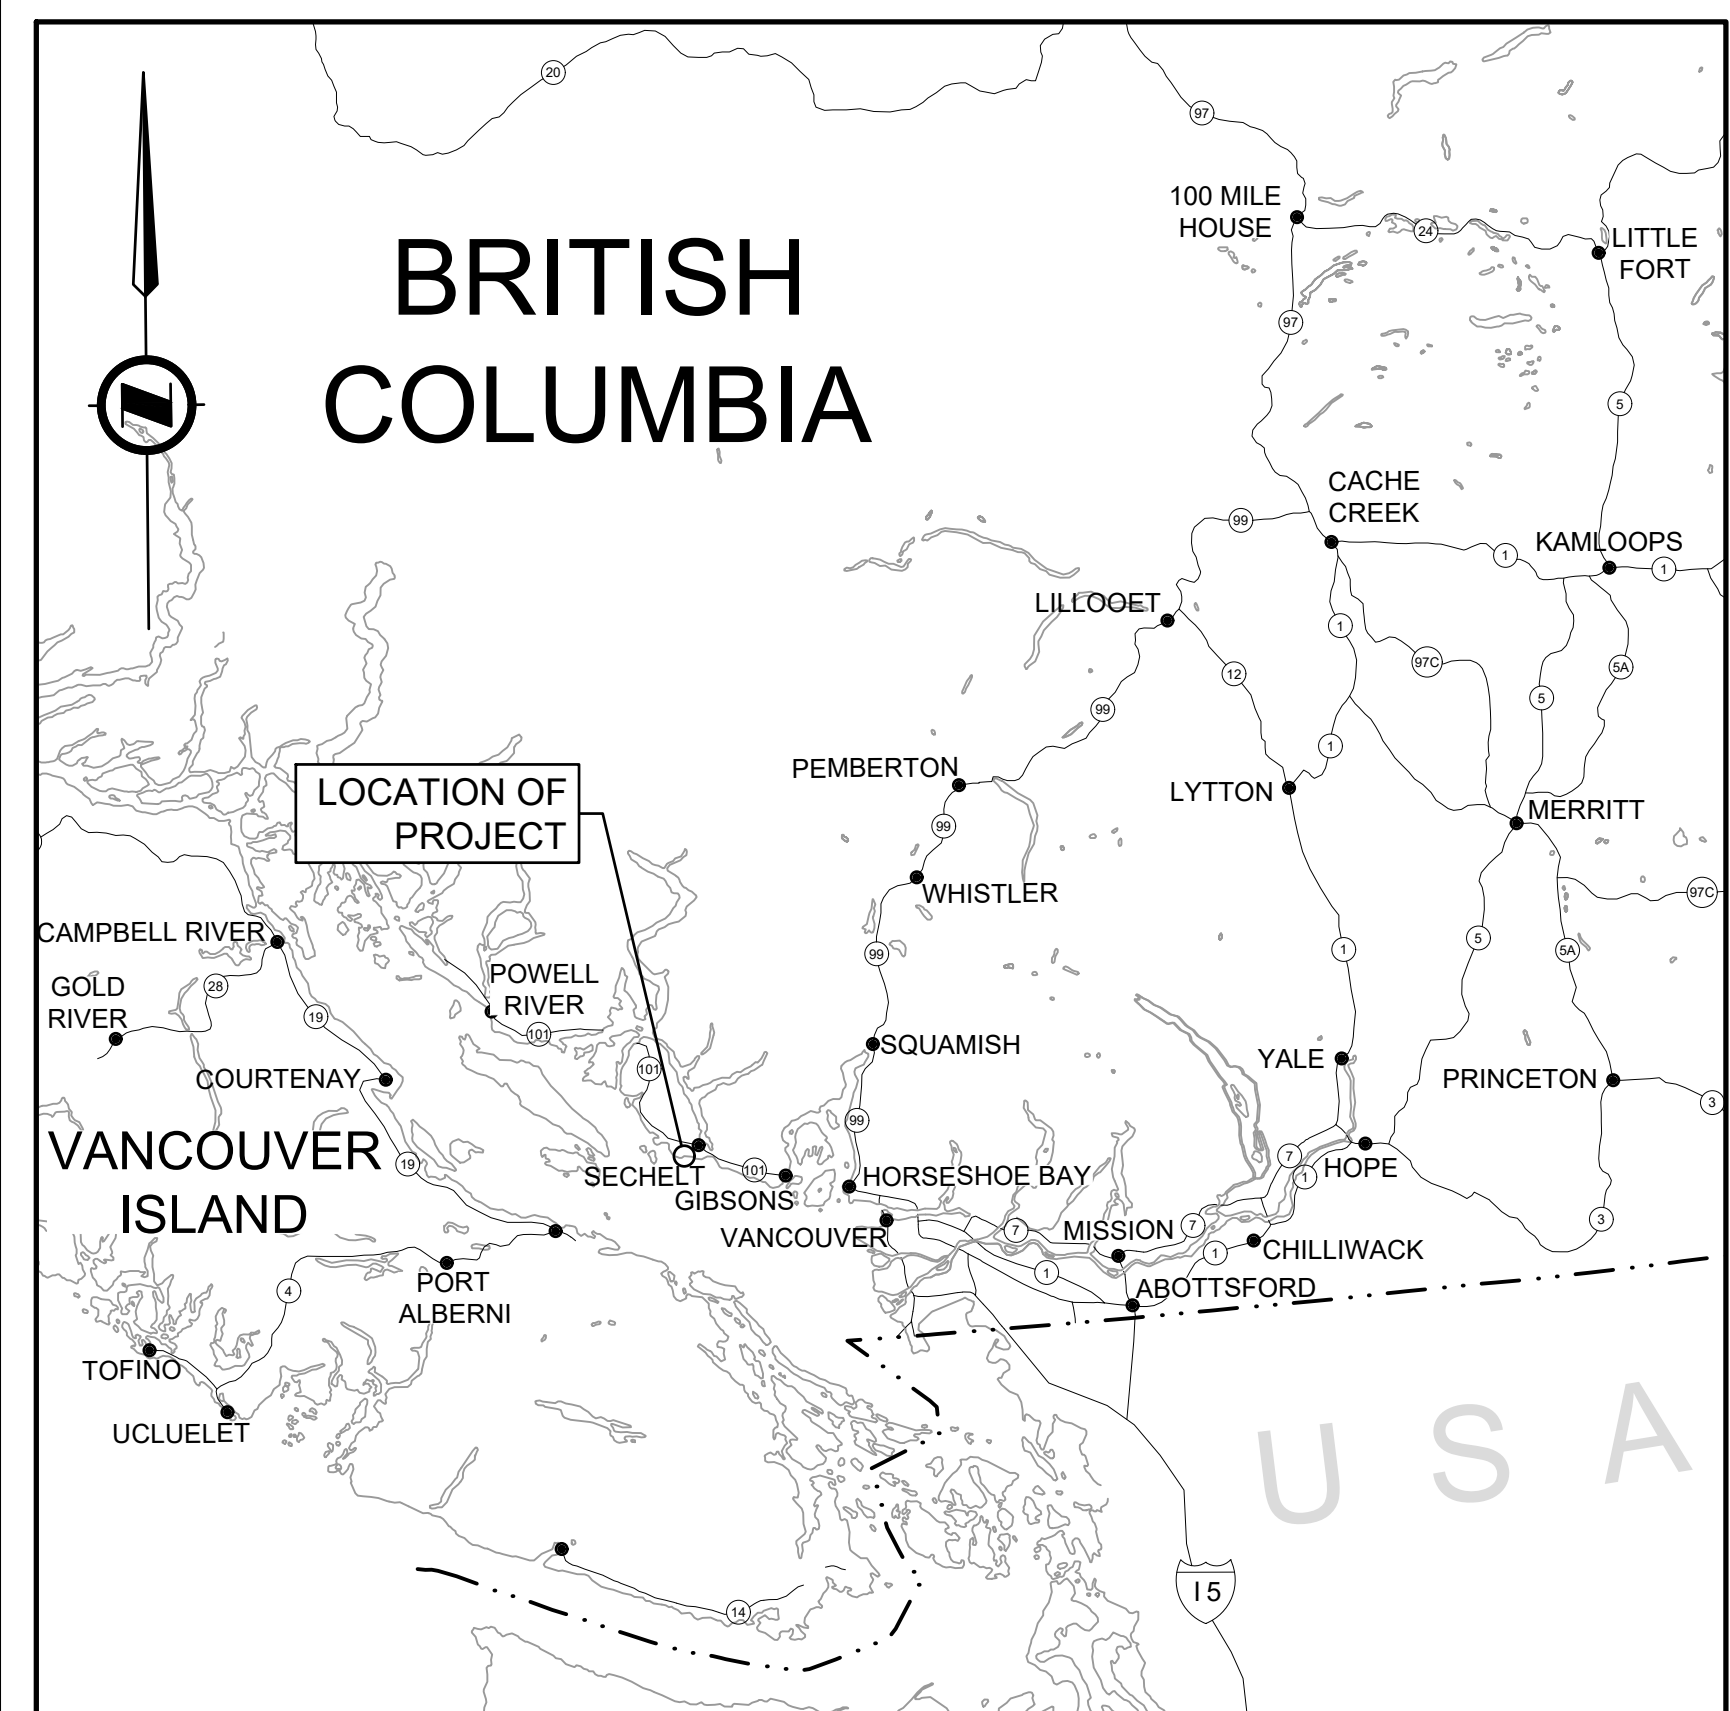 20
97
100 MILE
HOUSE
24
LITTLE
FORT
BRITISH
COLUMBIA
97
5
CACHE
CREEK
99
KAMLOOPS
1
1
LILLOOET
1
12
97C
5A
99
5
1
PEMBERTON
LYTTON
LOCATION OF
PROJECT
99
MERRITT
WHISTLER
97C
CAMPBELL RIVER
5
1
5A
99
GOLD
RIVER
28
POWELL
RIVER
19
101
SQUAMISH
YALE
101
COURTENAY
PRINCETON
3
99
VANCOUVER
ISLAND
19
SECHELT
101
GIBSONS
HORSESHOE BAY
7
1
HOPE
VANCOUVER
7
MISSION
7
3
CHILLIWACK
1
1
PORT
ALBERNI
4
ABOTTSFORD
TOFINO
UCLUELET
U S A
I5
14